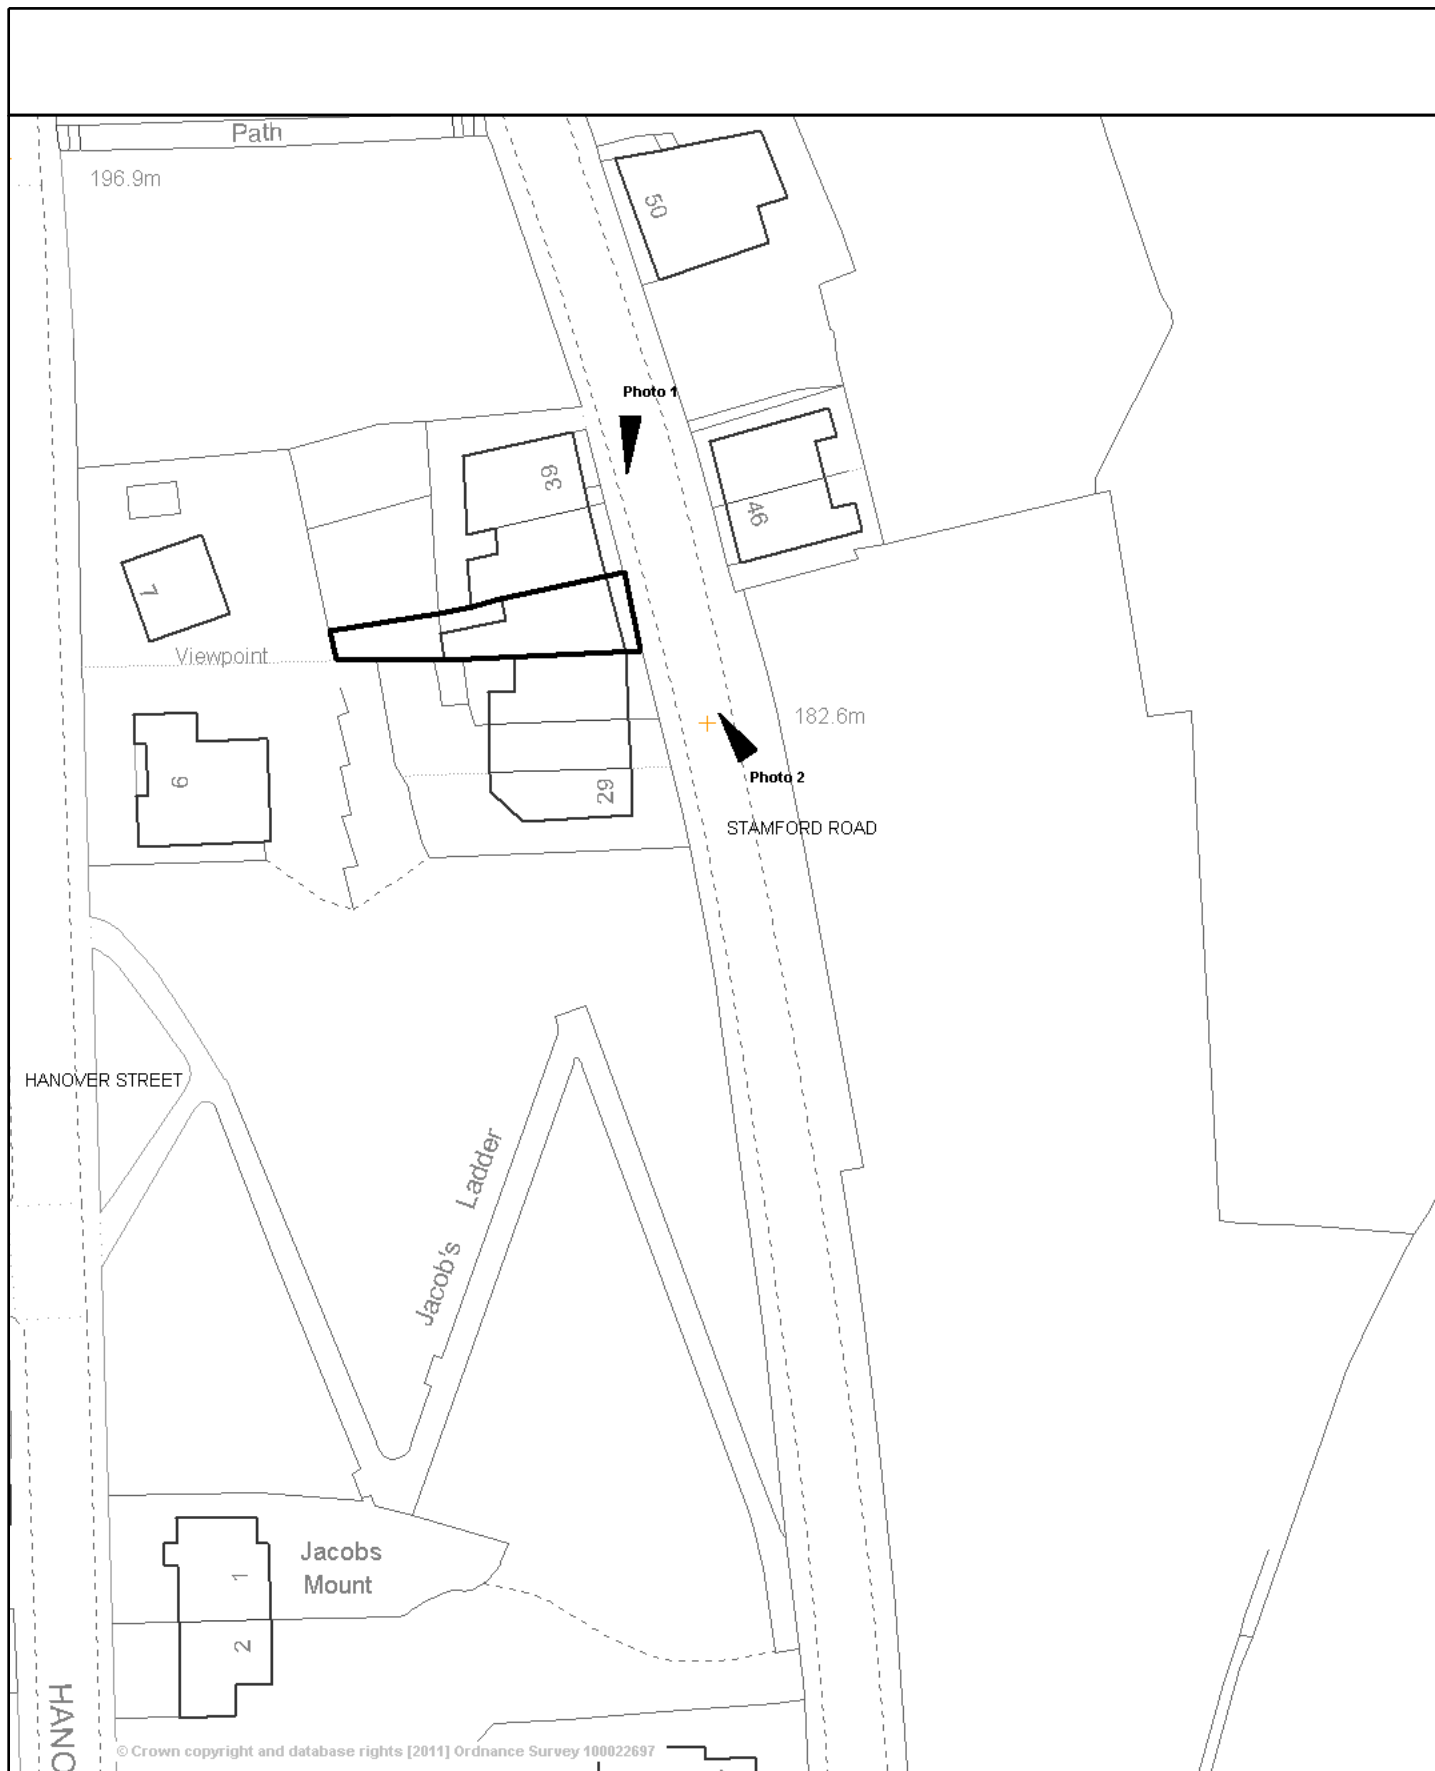 Path
196.9m
50
Photo 1
39
46
7
Viewpoint
182.6m
6
Photo 2
29
STAMFORD ROAD
HANOVER STREET
Jacob's Ladder
Jacobs
Mount
1
2
HANO
© Crown copyright and database rights [2011] Ordnance Survey 100022697